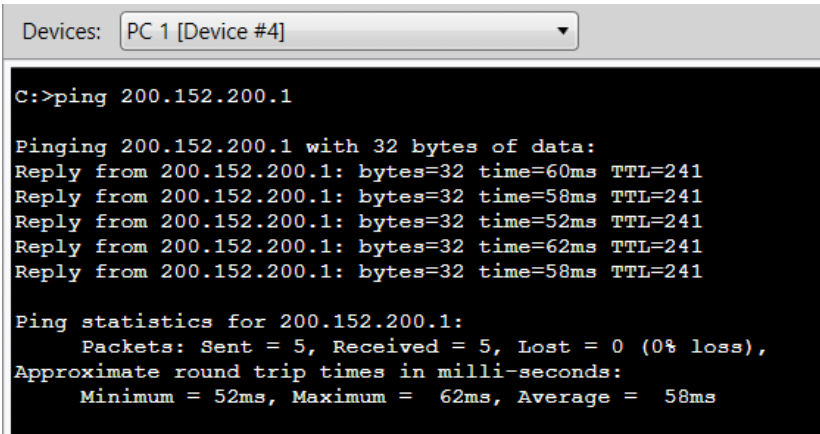 Devices: PC 1 [Device #4]
C:>ping 200.152.200.1
Pinging 200.152.200.1 with 32 bytes of data:
Reply from 200.152.200.1: bytes=32 time=60ms TTL=241
Reply from 200.152.200.1: bytes=32 time=58ms TTL=241
Reply from 200.152.200.1: bytes=32 time=52ms TTL=241
Reply from 200.152.200.1: bytes=32 time=62ms TTL=241
Reply from 200.152.200.1: bytes=32 time=58ms TTL=241
Ping statistics for 200.152.200.1:
Packets: Sent = 5, Received = 5, Lost = 0 (0% loss),
Approximate round trip times in milli-seconds:
Minimum = 52ms, Maximum =  62ms, Average =  58ms